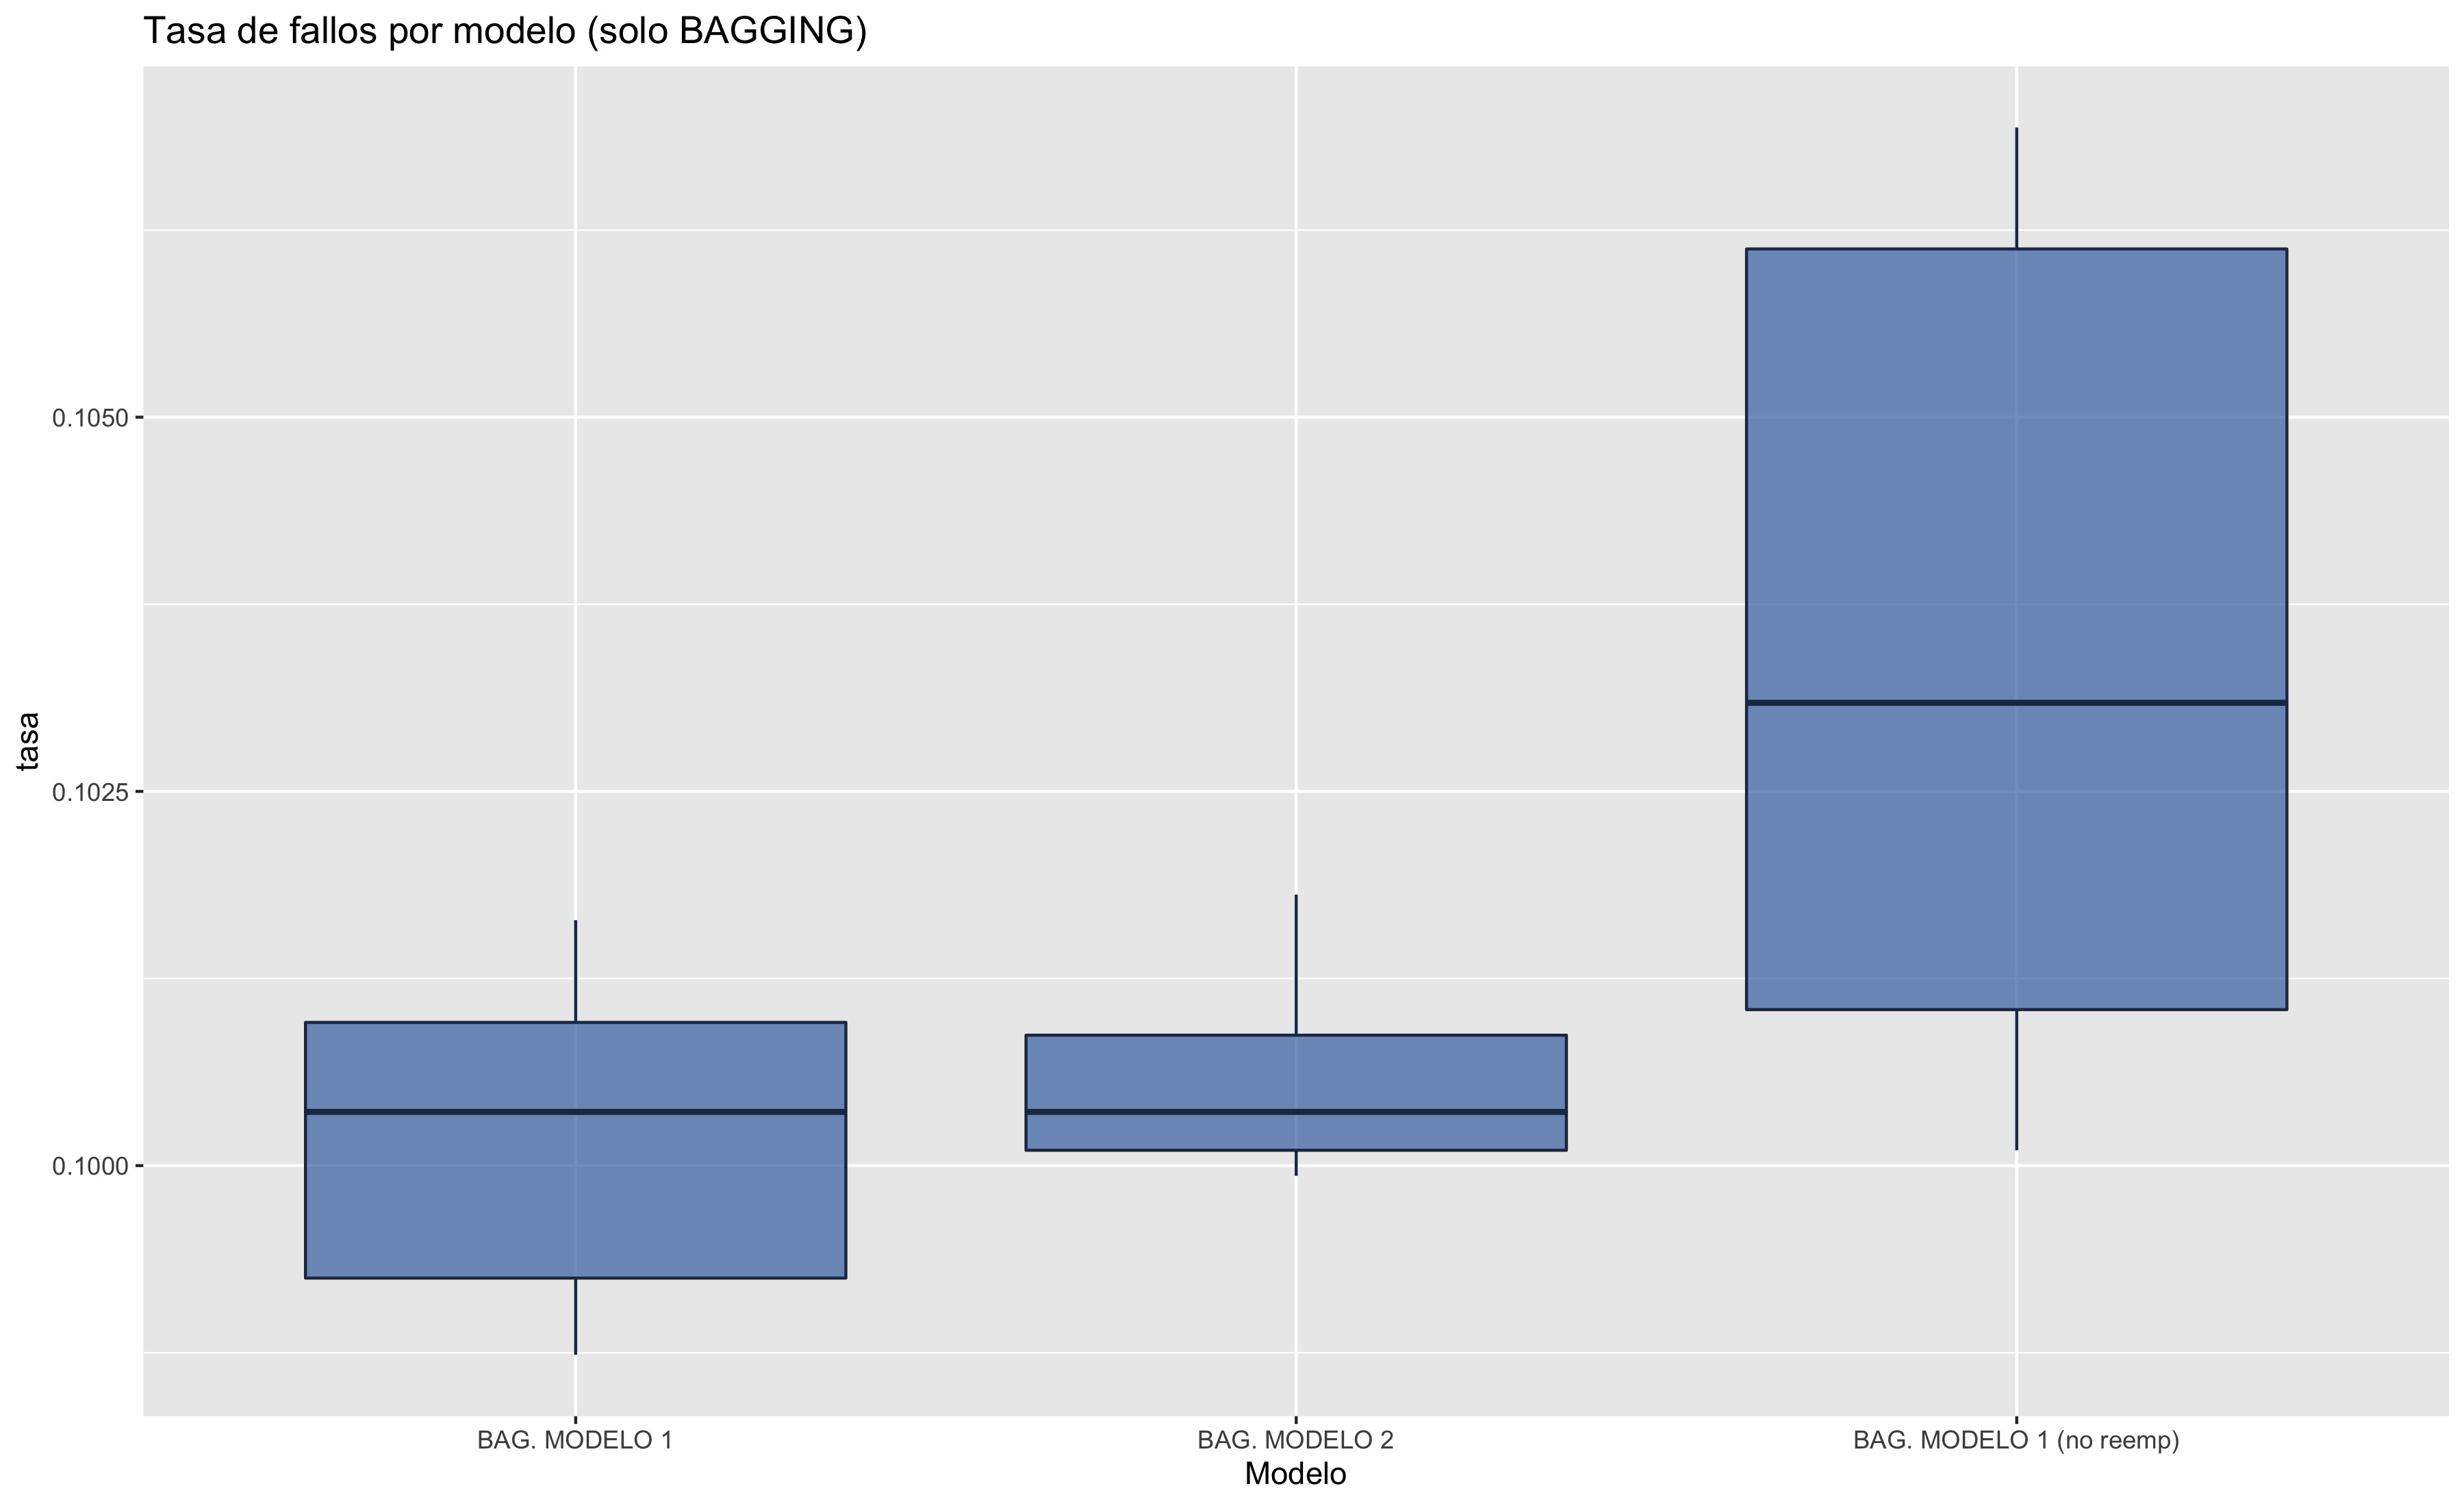 Tasa de fallos por modelo (solo BAGGING)
tasa
0.1050
0.1025
0.1000
BAG. MODELO 1
BAG. MODELO 2
BAG. MODELO 1 (no reemp)
Modelo